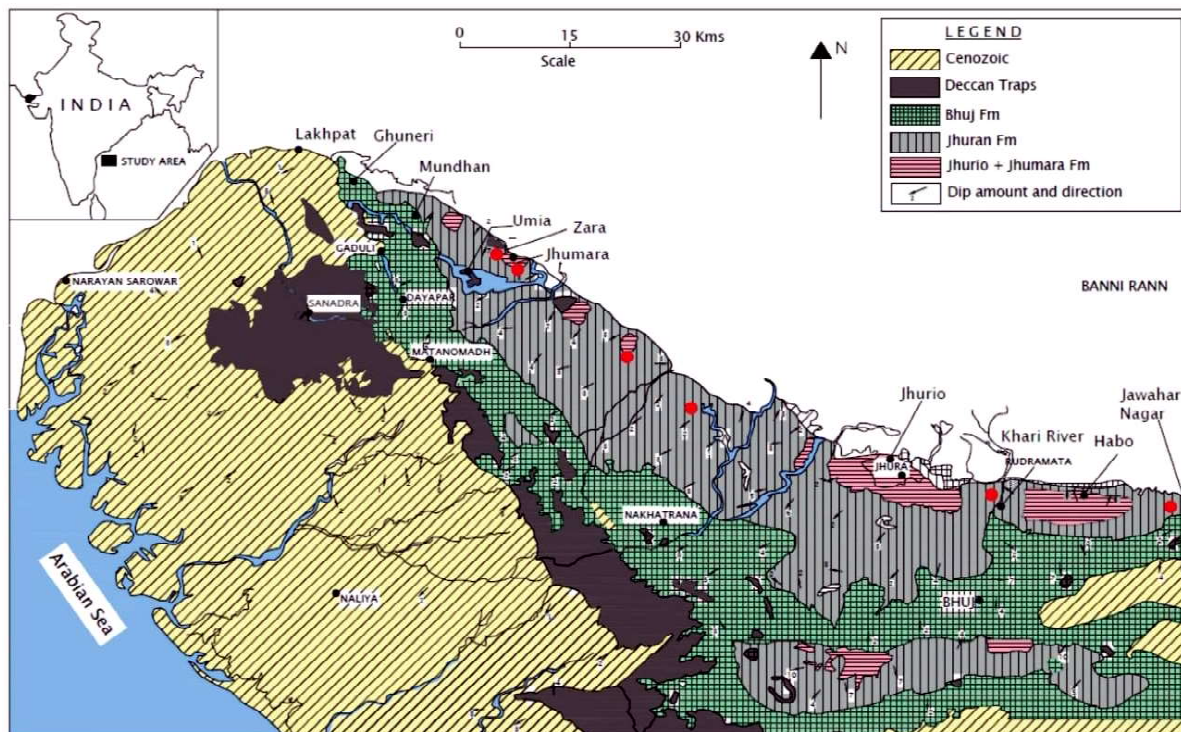 INDIA
STUDY AREA
0 15 30 Kms
Scale
N
LEGEND
Cenozoic
Deccan Traps
Bhuj Fm
Jhuran Fm
Jhurio + Jhumara Fm
Dip amount and direction
Lakhpat
Ghuneri
Mundhan
Umia
Zara
Jhumara
GADULI
NARAYAN SAROWAR
SANADRA
DAYAPAR
BANNI RANN
MATANOMADH
Jhurio
Jawahar
Nagar
Khari River
Habo
RUDRAMATA
JHURA
NAKHATRANA
Arabian Sea
NALIYA
BHUJ